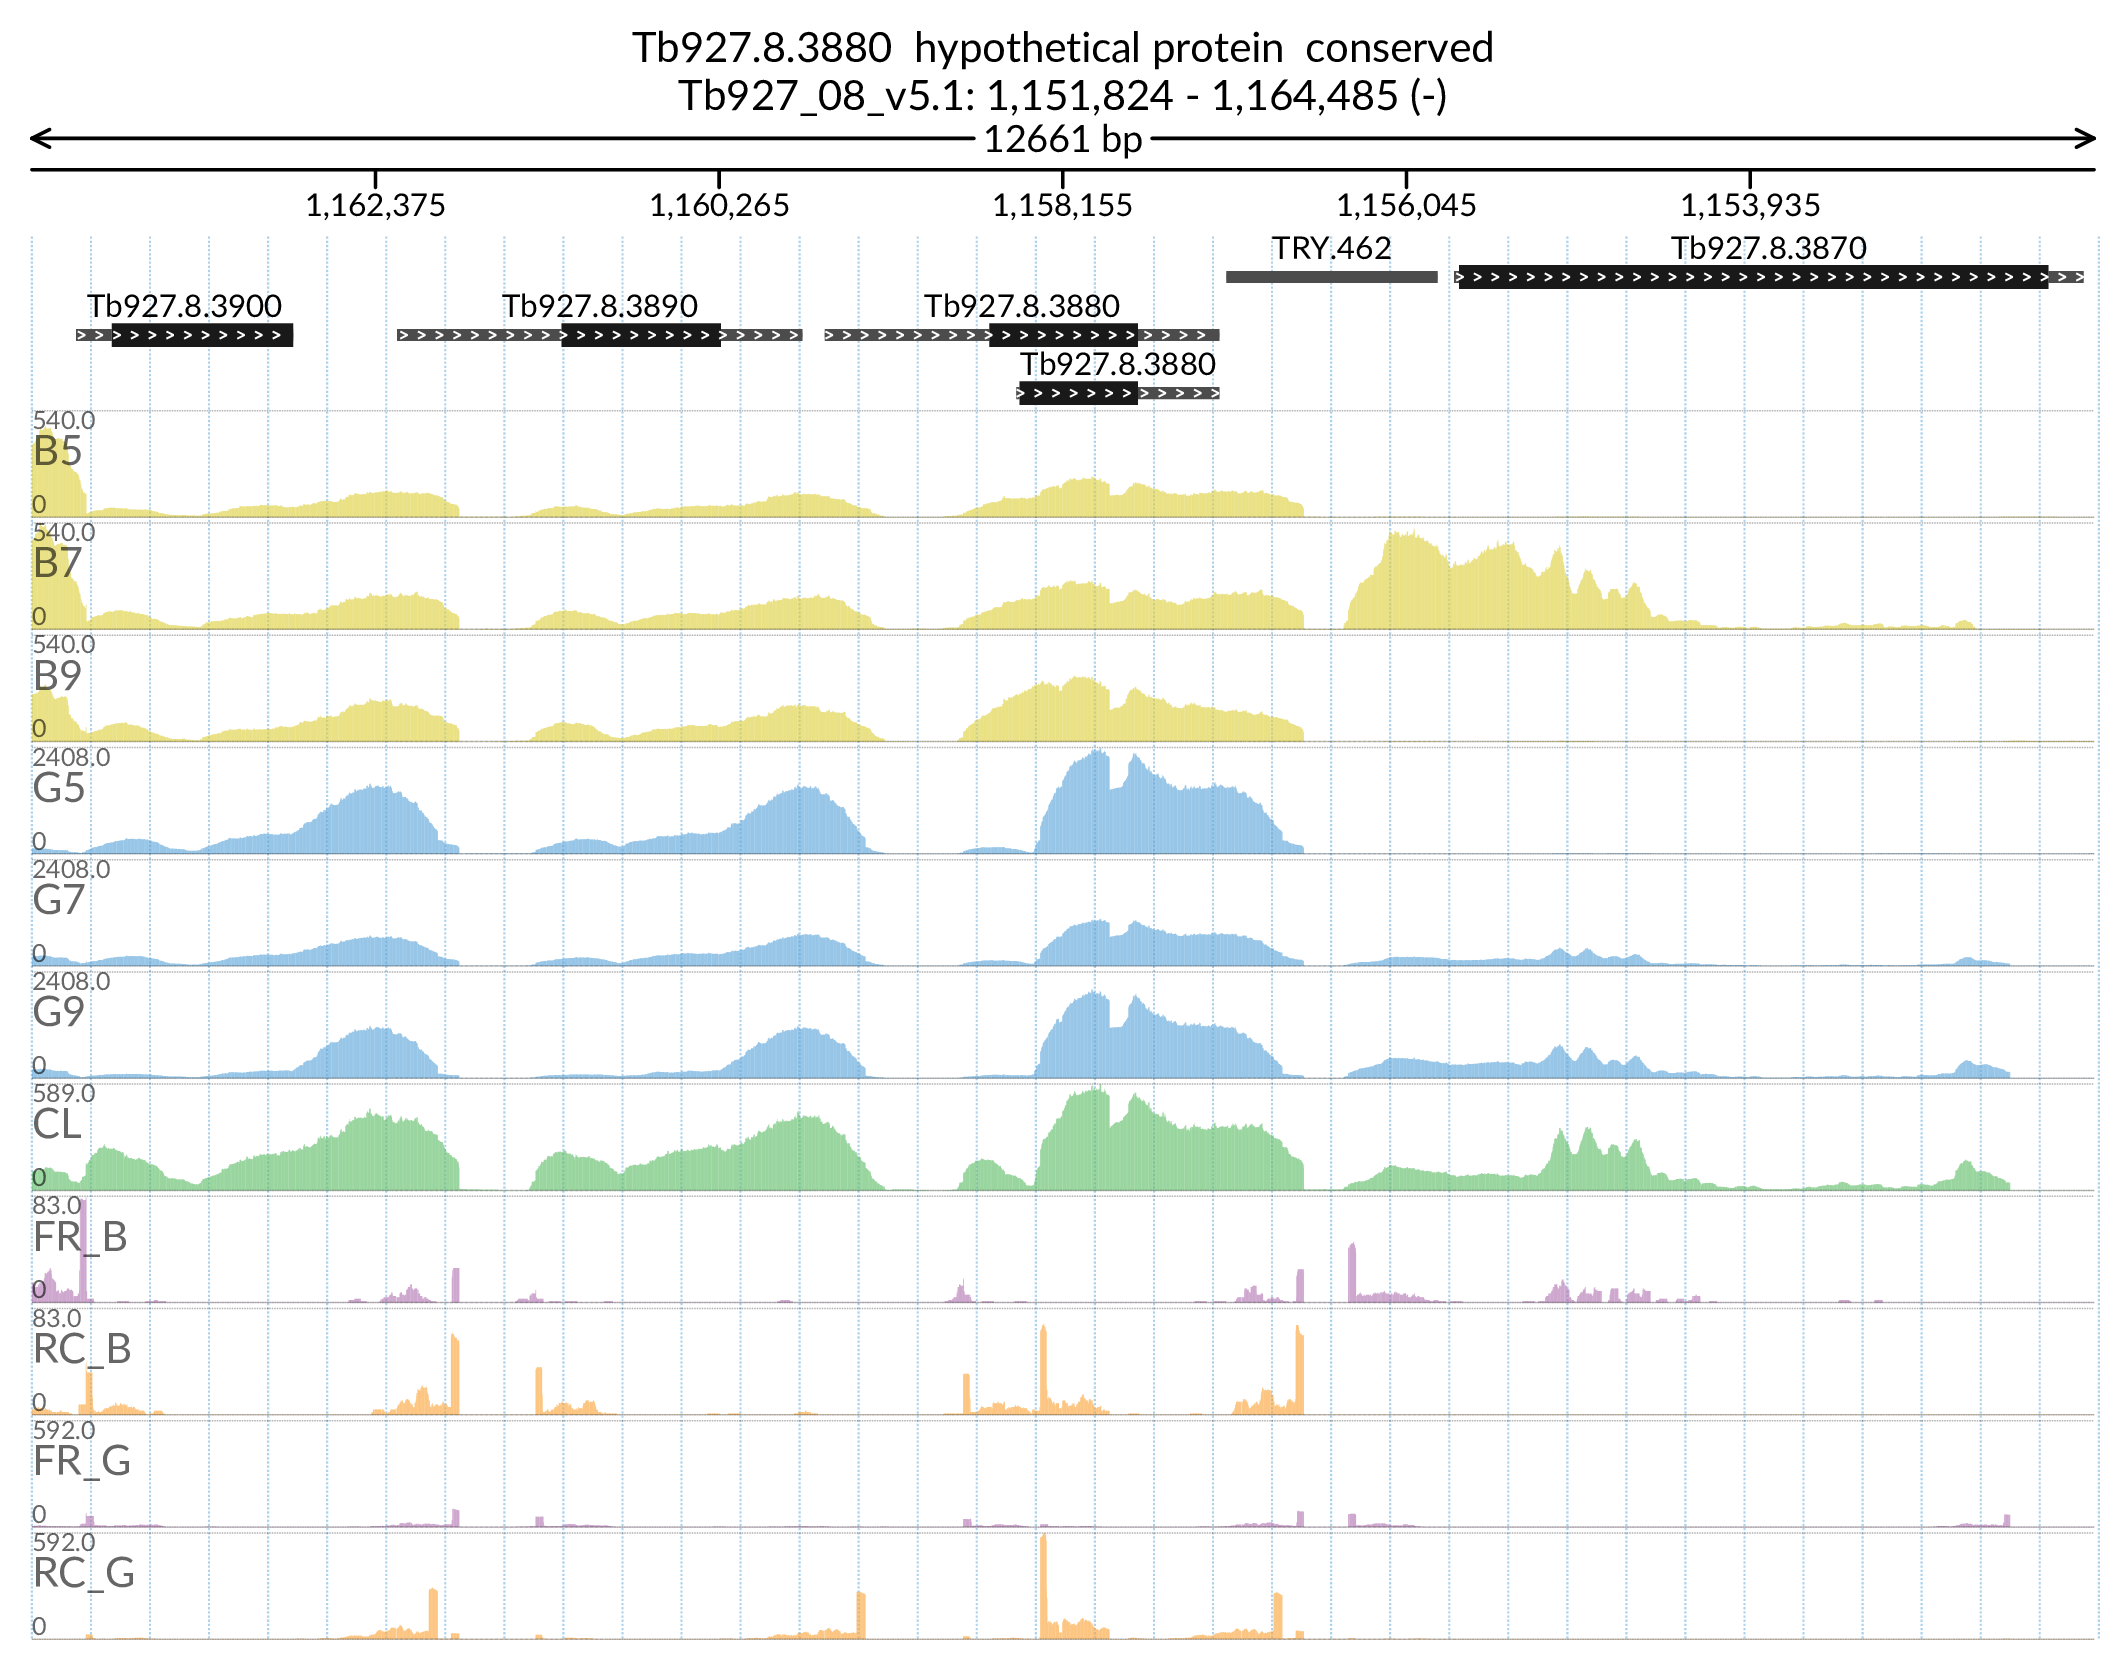 Tb927.8.3880  hypothetical protein  conserved
Tb927_08_v5.1: 1,151,824 - 1,164,485 (-)
12661 bp
1,162,375 1,160,265 1,158,155 1,156,045 1,153,935
TRY.462 Tb927.8.3870
Tb927.8.3900 Tb927.8.3890 Tb927.8.3880
Tb927.8.3880
540.0
B5
0
540.0
B7
0
540.0
B9
0
2408.0
G5
0
2408.0
G7
0
2408.0
G9
0
589.0
CL
0
83.0
FR_B
0
83.0
RC_B
0
592.0
FR_G
0
592.0
RC_G
0